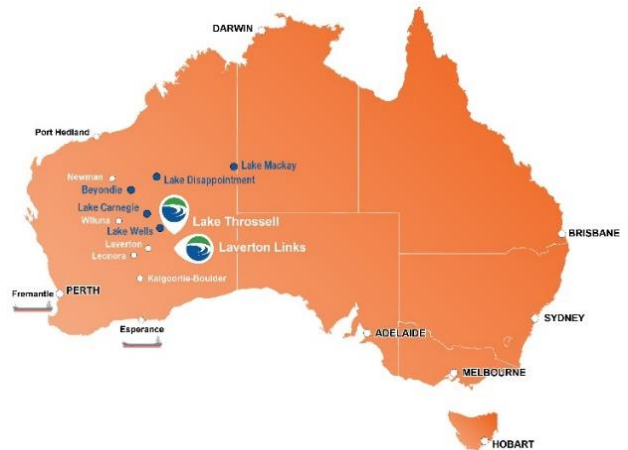 DARWIN
Port Hedland
Newman
Lake Mackay
Lake Disappointment
Beyondie
Lake Carnegie
Wiluna
Lake Throssell
Lake Wells
Laverton
Laverton Links
Leonora
Kalgoorlie-Boulder
Fremantle
PERTH
Esperance
BRISBANE
SYDNEY
ADELAIDE
MELBOURNE
HOBART